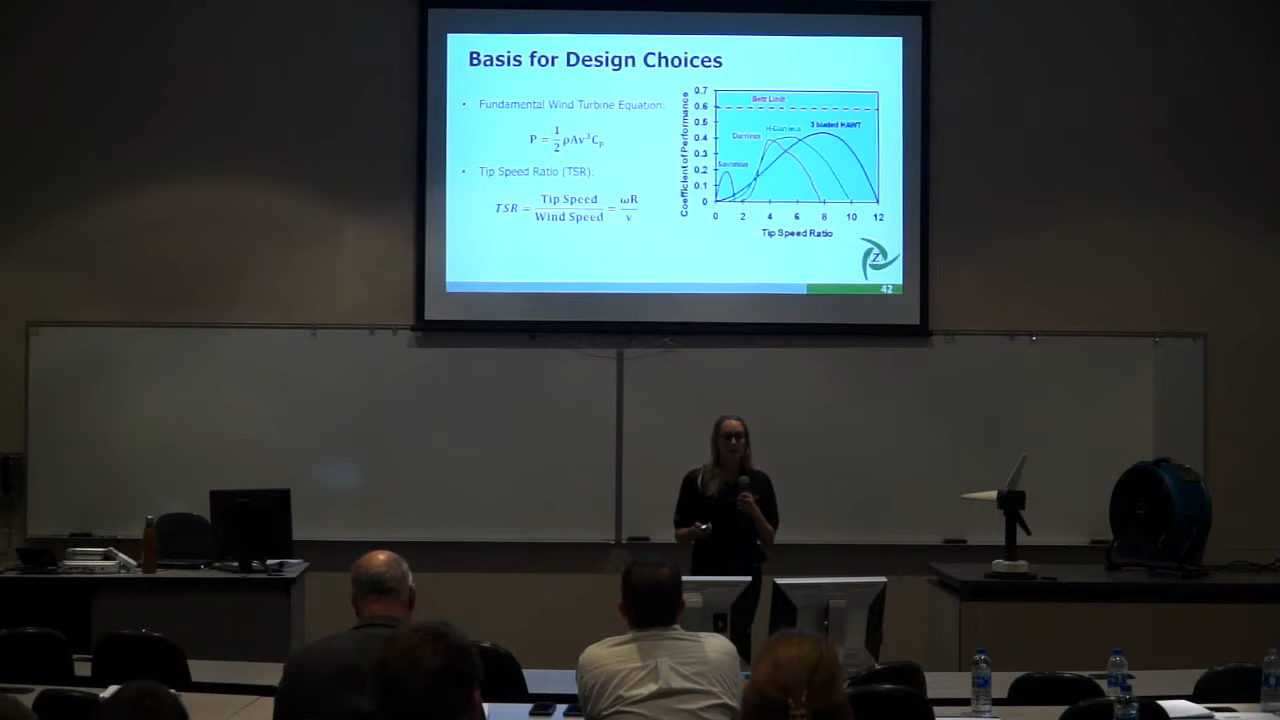 Basis for Design Choices
• Fundamental Wind Turbine Equation:
P = 1/2 ρAv³Cp
• Tip Speed Ratio (TSR):
TSR = Tip Speed / Wind Speed = ωR / v
Coefficient of Performance
0.7
0.6
0.5
0.4
0.3
0.2
0.1
0
Betz Limit
3 bladed HAWT
H-Darrieus
Darrieus
Savonius
0 2 4 6 8 10 12
Tip Speed Ratio
Z
42